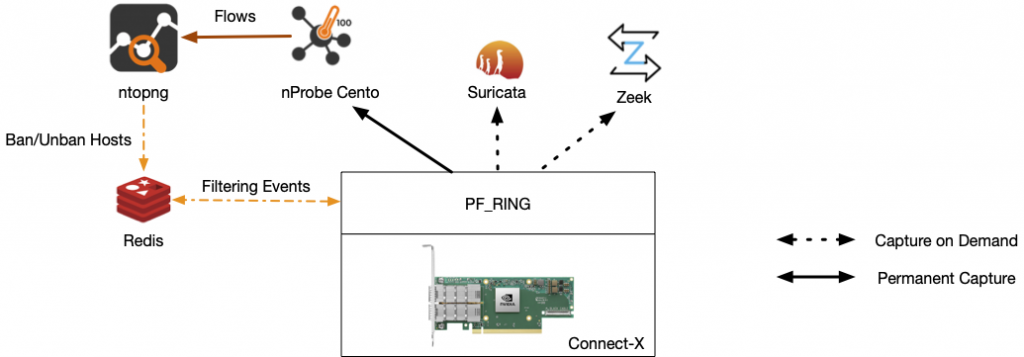 Flows
100
ntopng
nProbe Cento
Suricata
Zeek
Ban/Unban Hosts
Filtering Events
PF_RING
Redis
Capture on Demand
NVIDIA
Permanent Capture
Connect-X